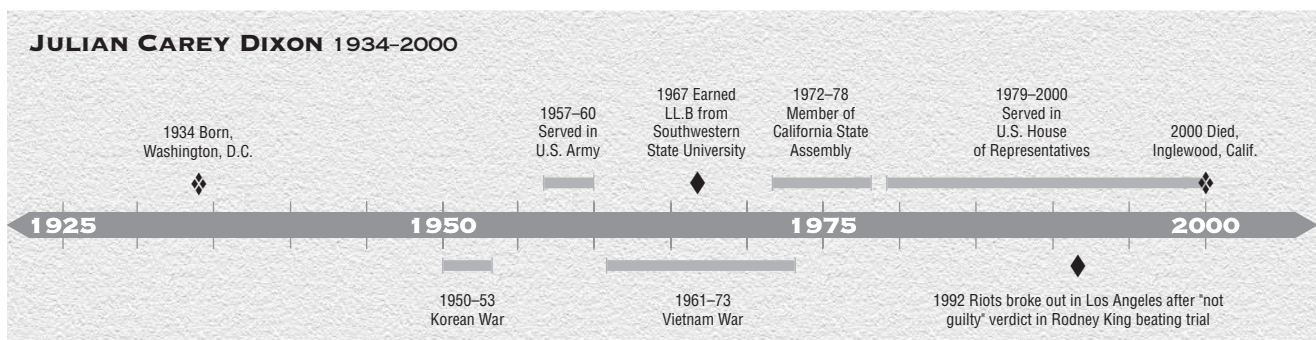 JULIAN CAREY DIXON 1934–2000
1934 Born,
Washington, D.C.
1957–60
Served in
U.S. Army
1967 Earned
LL.B from
Southwestern
State University
1972–78
Member of
California State
Assembly
1979–2000
Served in
U.S. House
of Representatives
2000 Died,
Inglewood, Calif.
1925 1950 1975 2000
1950–53
Korean War
1961–73
Vietnam War
1992 Riots broke out in Los Angeles after "not
guilty" verdict in Rodney King beating trial